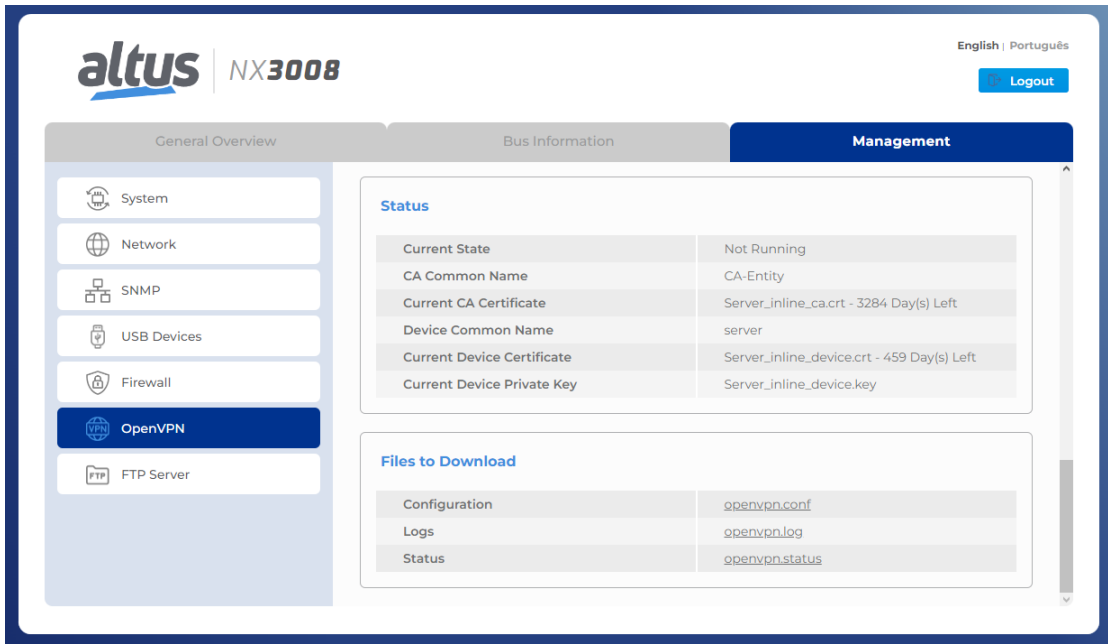 English | Português
altus | NX3008
Logout
General Overview
Bus Information
Management
System
Network
SNMP
USB Devices
Firewall
VPN OpenVPN
FTP FTP Server
Status
Current State Not Running
CA Common Name CA-Entity
Current CA Certificate Server_inline_ca.crt - 3284 Day(s) Left
Device Common Name server
Current Device Certificate Server_inline_device.crt - 459 Day(s) Left
Current Device Private Key Server_inline_device.key
Files to Download
Configuration openvpn.conf
Logs openvpn.log
Status openvpn.status